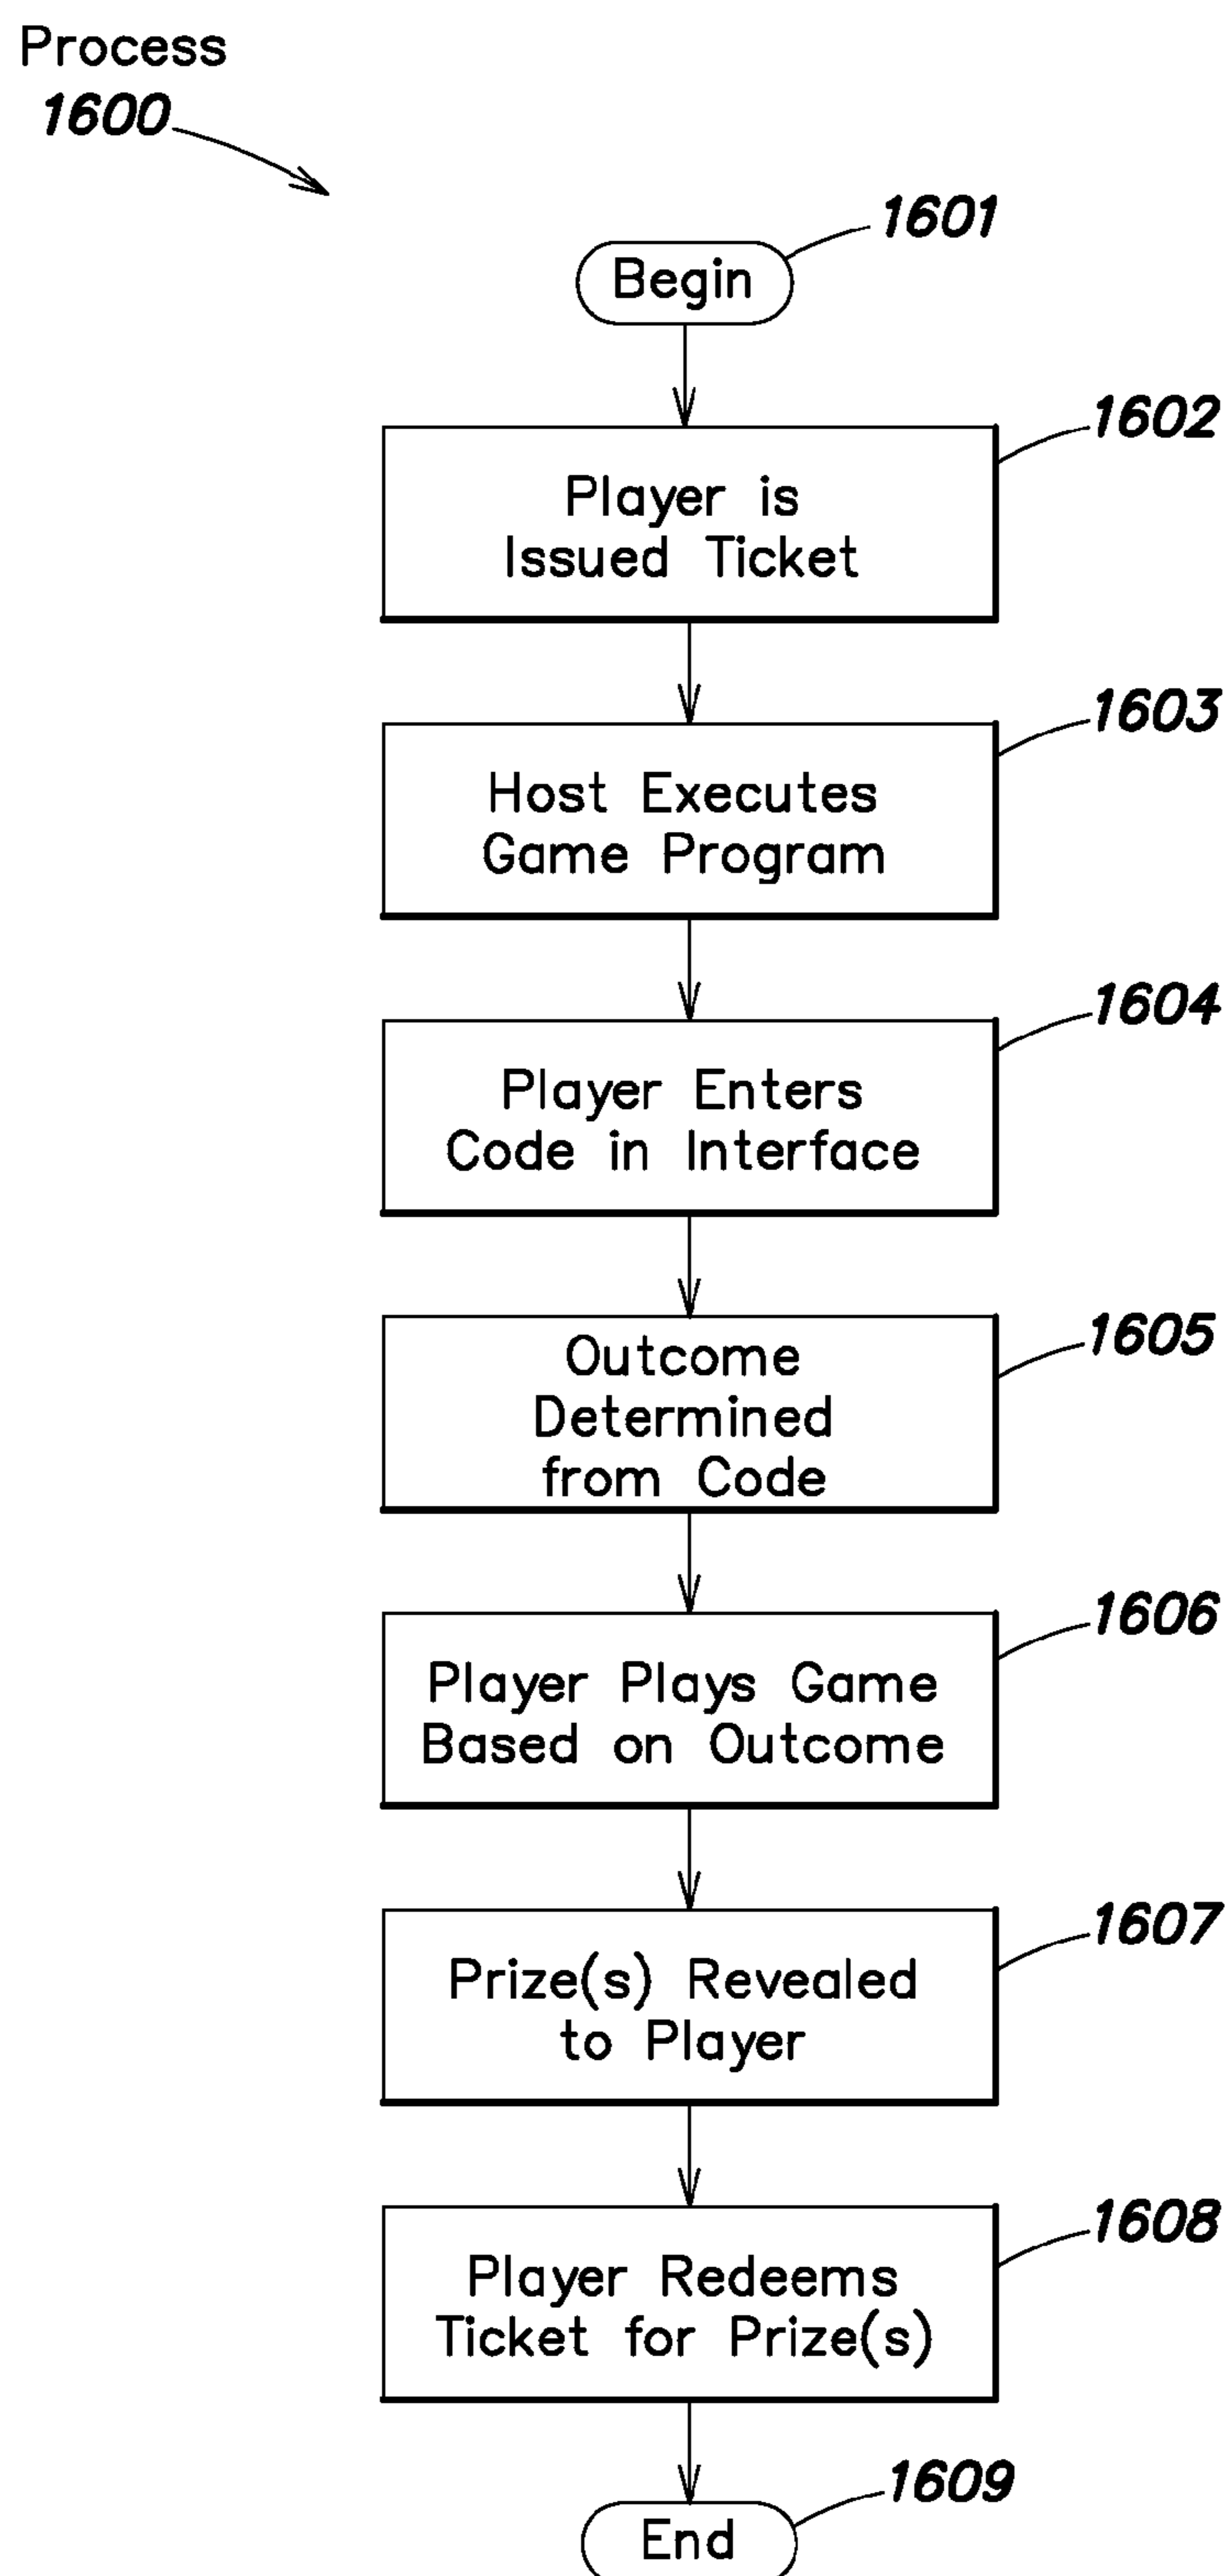 Process
1600
1601
Begin
1602
Player is
Issued Ticket
1603
Host Executes
Game Program
1604
Player Enters
Code in Interface
1605
Outcome
Determined
from Code
1606
Player Plays Game
Based on Outcome
1607
Prize(s) Revealed
to Player
1608
Player Redeems
Ticket for Prize(s)
1609
End